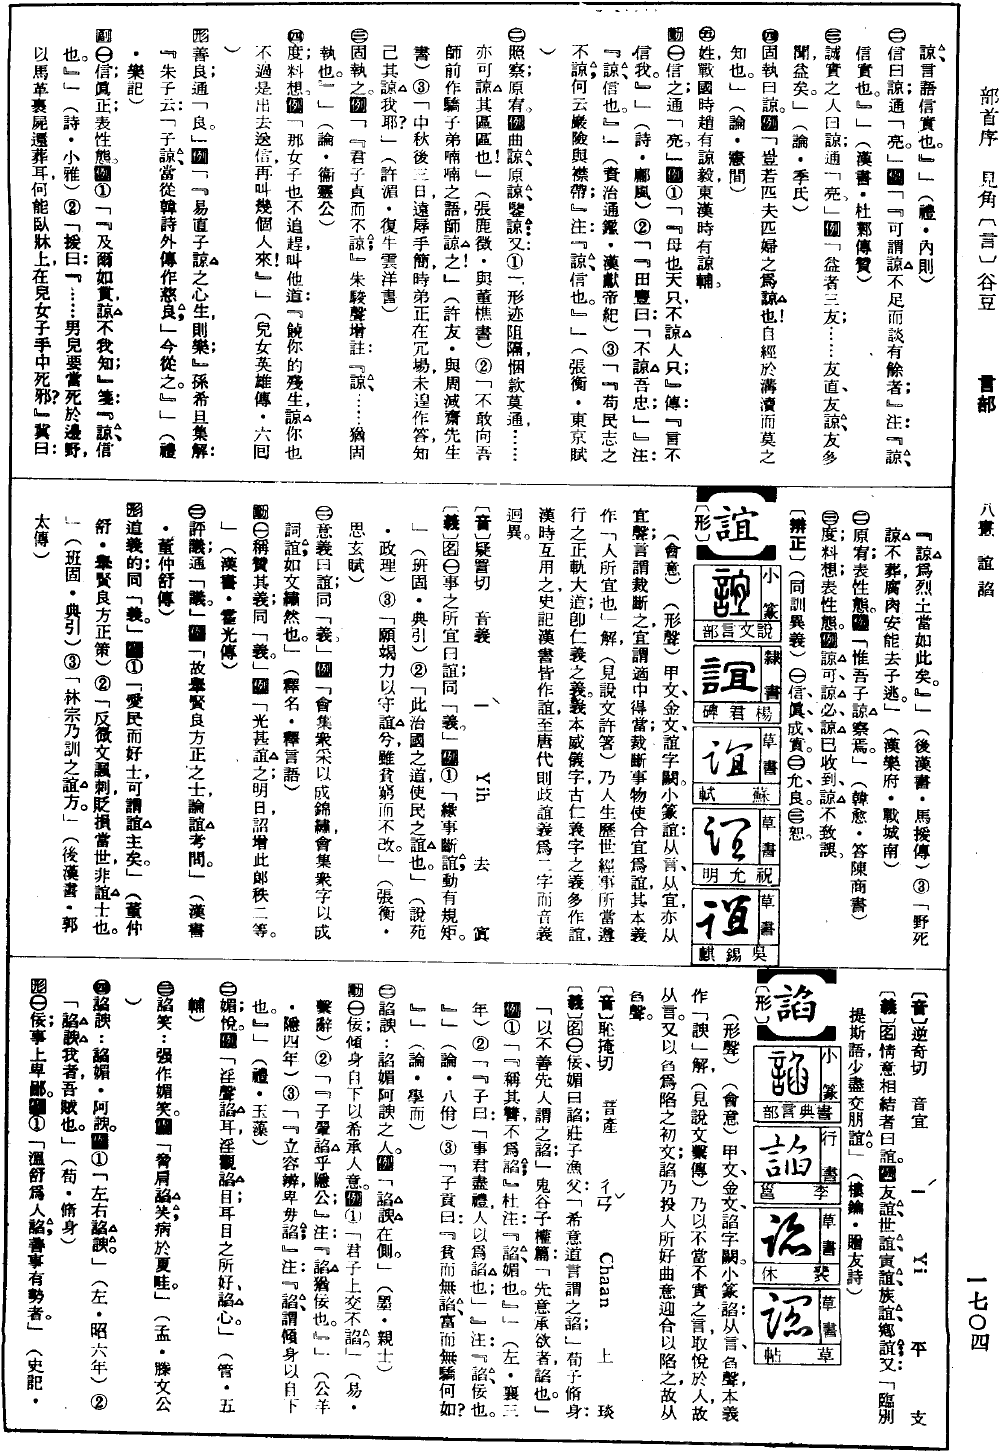 部首序　見角〔言〕谷豆　　言部　　八畫　誼 諂　　一七〇四
諒言語信實也。』」（禮・內則）
㊁信曰諒；通「亮。」例「『可謂諒不足而談有餘者』注：『諒，
信實也。』」（漢書・杜鄴傳贊）
㊂誠實之人曰諒；通「亮。」例「益者三友：……友直，友諒，友多
聞，益矣。」（論・季氏）
㊃固執曰諒。例「豈若匹夫匹婦之爲諒也！自經於溝瀆而莫之
知也。」（論・憲問）
㊄姓。戰國時趙有諒毅，東漢時有諒輔。
動㊀信之；通「亮。」例①「『母也天只，不諒人只。』傳：『言不
信我。』」（詩・鄘風）②「『田豐曰：「不諒吾忠」』注：
『諒，信也。』」（資治通鑑・漢獻帝紀）③「『苟民志之
不諒，何云巖險與襟帶。』注：『諒，信也。』」（張衡・東京賦
）
㊁照察，原宥。例曲諒，原諒，鑒諒；又：①「形迹阻隔，悃款莫通，……
亦可諒其區區也！」（張鹿徵・與董樵書）②「不敢向吾
師前作驕子弟喃喃之語，師諒之！」（許友・與周減齋先生
書）③「中秋後三日，遠辱手簡，時弟正在冗場，未遑作答，知
己其諒我耶？」（許湄・復牛雲洋書）
㊂固執之。例「『君子貞而不諒；』朱駿聲增註：『諒，……猶固
執也。』」（論・衞靈公）
㊃度；料想。例「那女子也不追趕，叫他道：『饒你的殘生，諒你也
不過是出去送信，再叫幾個人來！』」（兒女英雄傳・六回
）
形善良；通「良。」例「『易直子諒之心生，則樂；』孫希旦集解：
『朱子云：「子諒，當從韓詩外傳作慈良；」今從之。』」（禮
・樂記）
副㊀信；眞正；表性態。例①「『及爾如貫，諒不我知。』箋：『諒，信
也。』」（詩・小雅）②「援曰：『……男兒要當死於邊野，
以馬革裹屍還葬耳，何能臥牀上在兒女子手中死邪？』冀曰：
『諒爲烈士，當如此矣。』」（後漢書・馬援傳）③「野死
諒不葬，腐肉安能去子逃。」（漢樂府・戰城南）
㊁原宥；表性態。例「惟吾子諒察焉。」（韓愈・答陳商書）
㊂度；料想；表性態。例諒可，諒必，諒已收到，諒不致誤。
〔辨正〕（同訓異義）㊀信，眞，成，實。㊁允，良。㊂恕。
誼
〔形〕
小篆　說文言部
隸書　楊君碑
草書　蘇軾
草書　祝允明
草書　吳錫麒
（會意）（形聲）甲文、金文誼字闕。小篆誼：从言，从宜，宜亦从
宜聲，言謂裁斷之，宜謂適中得當，裁斷事物使合宜爲誼，其本義
作「人所宜也」解（見說文許箸），乃人生歷世經事所當遵
行之正軌大道，卽仁義之義。義本威儀字，古仁義字之義多作誼，
漢時互用之，史記、漢書皆作誼，至唐代則歧誼義爲二字而音義
迥異。
〔音〕疑寘切　音義　ㄧˋ　Yih　去　寘
〔義〕名㊀事之所宜曰誼；同「義。」例①「緣事斷誼，動有規矩。
」（班固・典引）②「此治國之道，使民之誼也。」（說苑
・政理）③「願竭力以守誼兮，雖貧窮而不改。」（張衡・
思玄賦）
㊁意義曰誼；同「義。」例「會集衆采，以成錦繡，會集衆字，以成
詞誼，如文繡然也。」（釋名・釋言語）
動㊀稱贊其義；同「義。」例「光甚誼之，明日，詔增此郎秩二等。
」（漢書・霍光傳）
㊁評議；通「議。」例「故舉賢良方正之士，論誼考問。」（漢書
・董仲舒傳）
形道義的；同「義。」例①「愛民而好士，可謂誼主矣。」（董仲
舒・舉賢良方正策）②「反微文諷刺，貶損當世，非誼士也。
」（班固・典引）③「林宗乃訓之誼方。」（後漢書・郭
太傳）
〔音〕逆奇切　音宜　ㄧˊ　Yi　平　支
〔義〕名情意相結者曰誼。例友誼，世誼，寅誼，族誼，鄉誼；又：「臨別
提斯語，少盡交朋誼。」（樓鑰・贈友詩）
諂
〔形〕
小篆　書典言部
行書　李邕
草書　裴休
草書　草帖
（形聲）（會意）甲文、金文諂字闕。小篆諂：从言，臽聲，本義
作「諛」解（見說文繫傳），乃以不當不實之言取悅於人，故
从言。又以臽爲陷之初文，諂乃投人所好，曲意迎合以陷之，故从
臽聲。
〔音〕恥掩切　音產　ㄔㄢˇ　Chaan　上　琰
〔義〕名㊀佞，媚曰諂。莊子漁父：「希意道言謂之諂；」荀子脩身：
「以不善先人謂之諂；」鬼谷子權篇：「先意承欲者，諂也。」
例①「『稱其讎，不爲諂；』杜注：『諂，媚也。』」（左・襄三
年）②「『子曰：「事君盡禮，人以爲諂也；」』注：『諂，佞也。
』」（論・八佾）③「子貢曰：『貧而無諂，富而無驕，何如？
』」（論・學而）
㊁諂諛：諂媚阿諛之人。例「諂諛在側。」（墨・親士）
動㊀佞；傾身自下以希承人意。例①「君子上交不諂。」（易・
繫辭）②「『子翬諂乎隱公。』注：『諂，猶佞也。』」（公羊
・隱四年）③「『立容辨卑毋諂。』注：『諂，謂傾身以自下
也。』」（禮・玉藻）
㊁媚；悅。例「淫聲諂耳，淫觀諂目，耳目之所好，諂心。」（管・五
輔）
㊂諂笑：强作媚笑。例「脅肩諂笑，病於夏畦。」（孟・滕文公
）
㊃諂諛：諂媚・阿諛。例①「左右諂諛。」（左・昭六年）②
「諂諛我者，吾賊也。」（荀・脩身）
形㊀佞；事上卑鄙。例①「溫舒爲人諂，善事有勢者。」（史記・